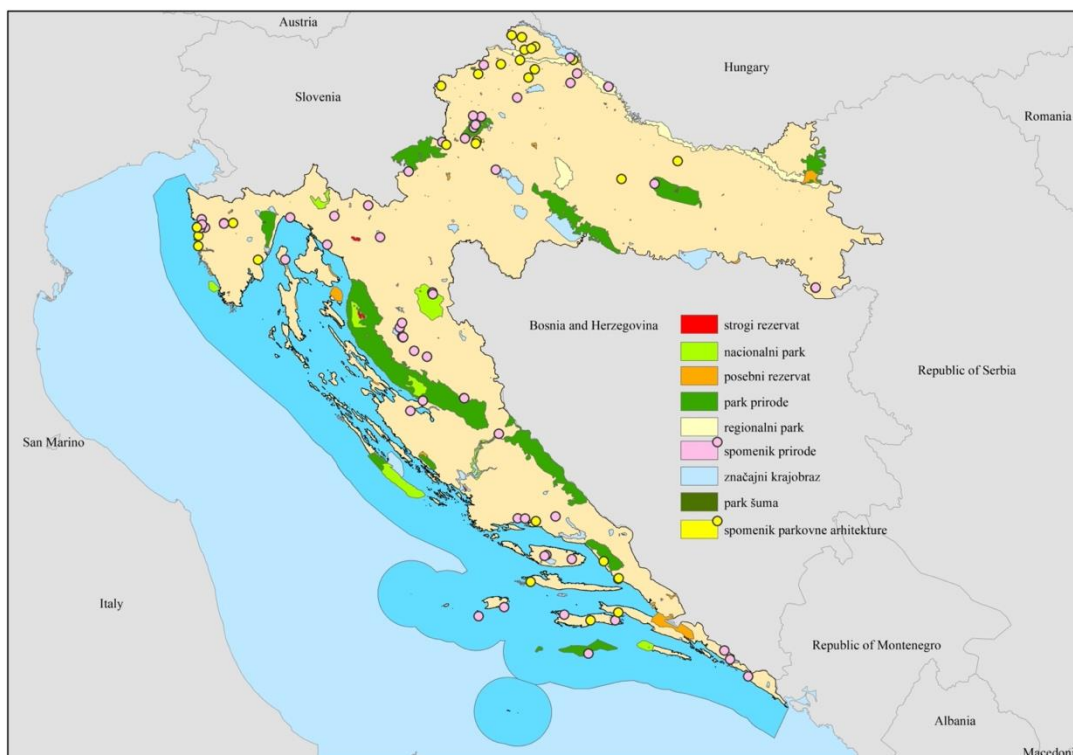 Austria
Hungary
Slovenia
Romania
Bosnia and Herzegovina
Republic of Serbia
San Marino
Italy
Republic of Montenegro
Albania
Macedoni
strogi rezervat
nacionalni park
posebni rezervat
park prirode
regionalni park
spomenik prirode
značajni krajobraz
park šuma
spomenik parkovne arhitekture